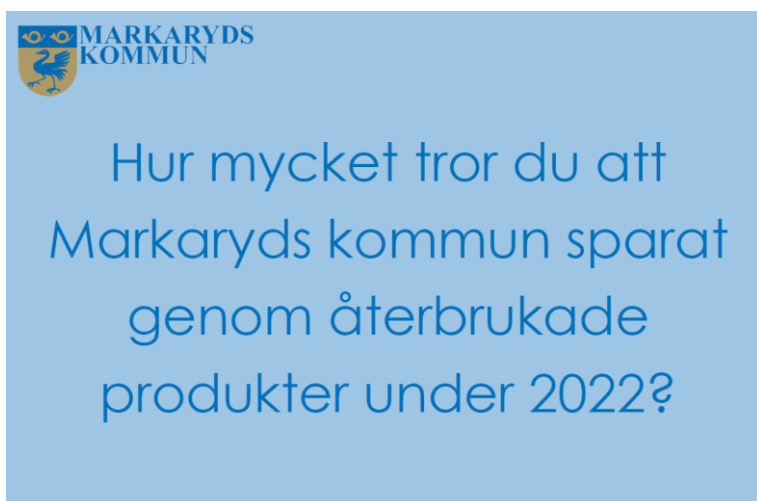 MARKARYDS
KOMMUN
Hur mycket tror du att
Markaryds kommun sparat
genom återbrukade
produkter under 2022?